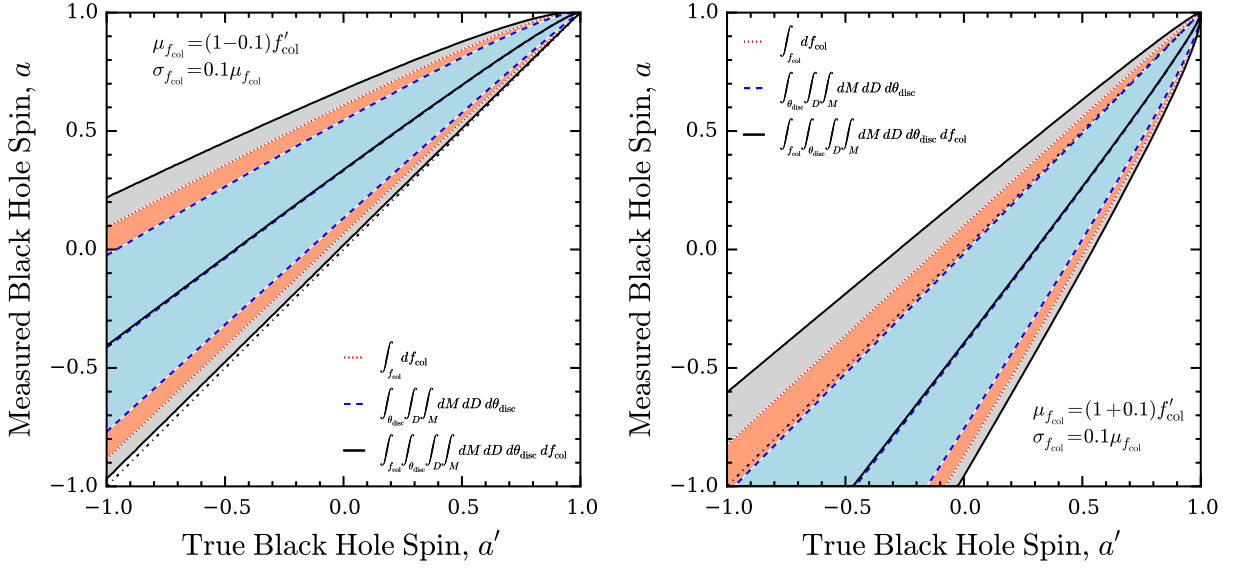 μ_{f_col}=(1−0.1)f′_col
σ_{f_col}=0.1μ_{f_col}
∫_{f_col} df_col
∫_{θ_disc}∫_D∫_M dM dD dθ_disc
∫_{f_col}∫_{θ_disc}∫_D∫_M dM dD dθ_disc df_col
1.0
0.5
0.0
−0.5
−1.0
−1.0 −0.5 0.0 0.5 1.0
Measured Black Hole Spin, a
True Black Hole Spin, a′
∫_{f_col} df_col
∫_{θ_disc}∫_D∫_M dM dD dθ_disc
∫_{f_col}∫_{θ_disc}∫_D∫_M dM dD dθ_disc df_col
μ_{f_col}=(1+0.1)f′_col
σ_{f_col}=0.1μ_{f_col}
1.0
0.5
0.0
−0.5
−1.0
−1.0 −0.5 0.0 0.5 1.0
Measured Black Hole Spin, a
True Black Hole Spin, a′